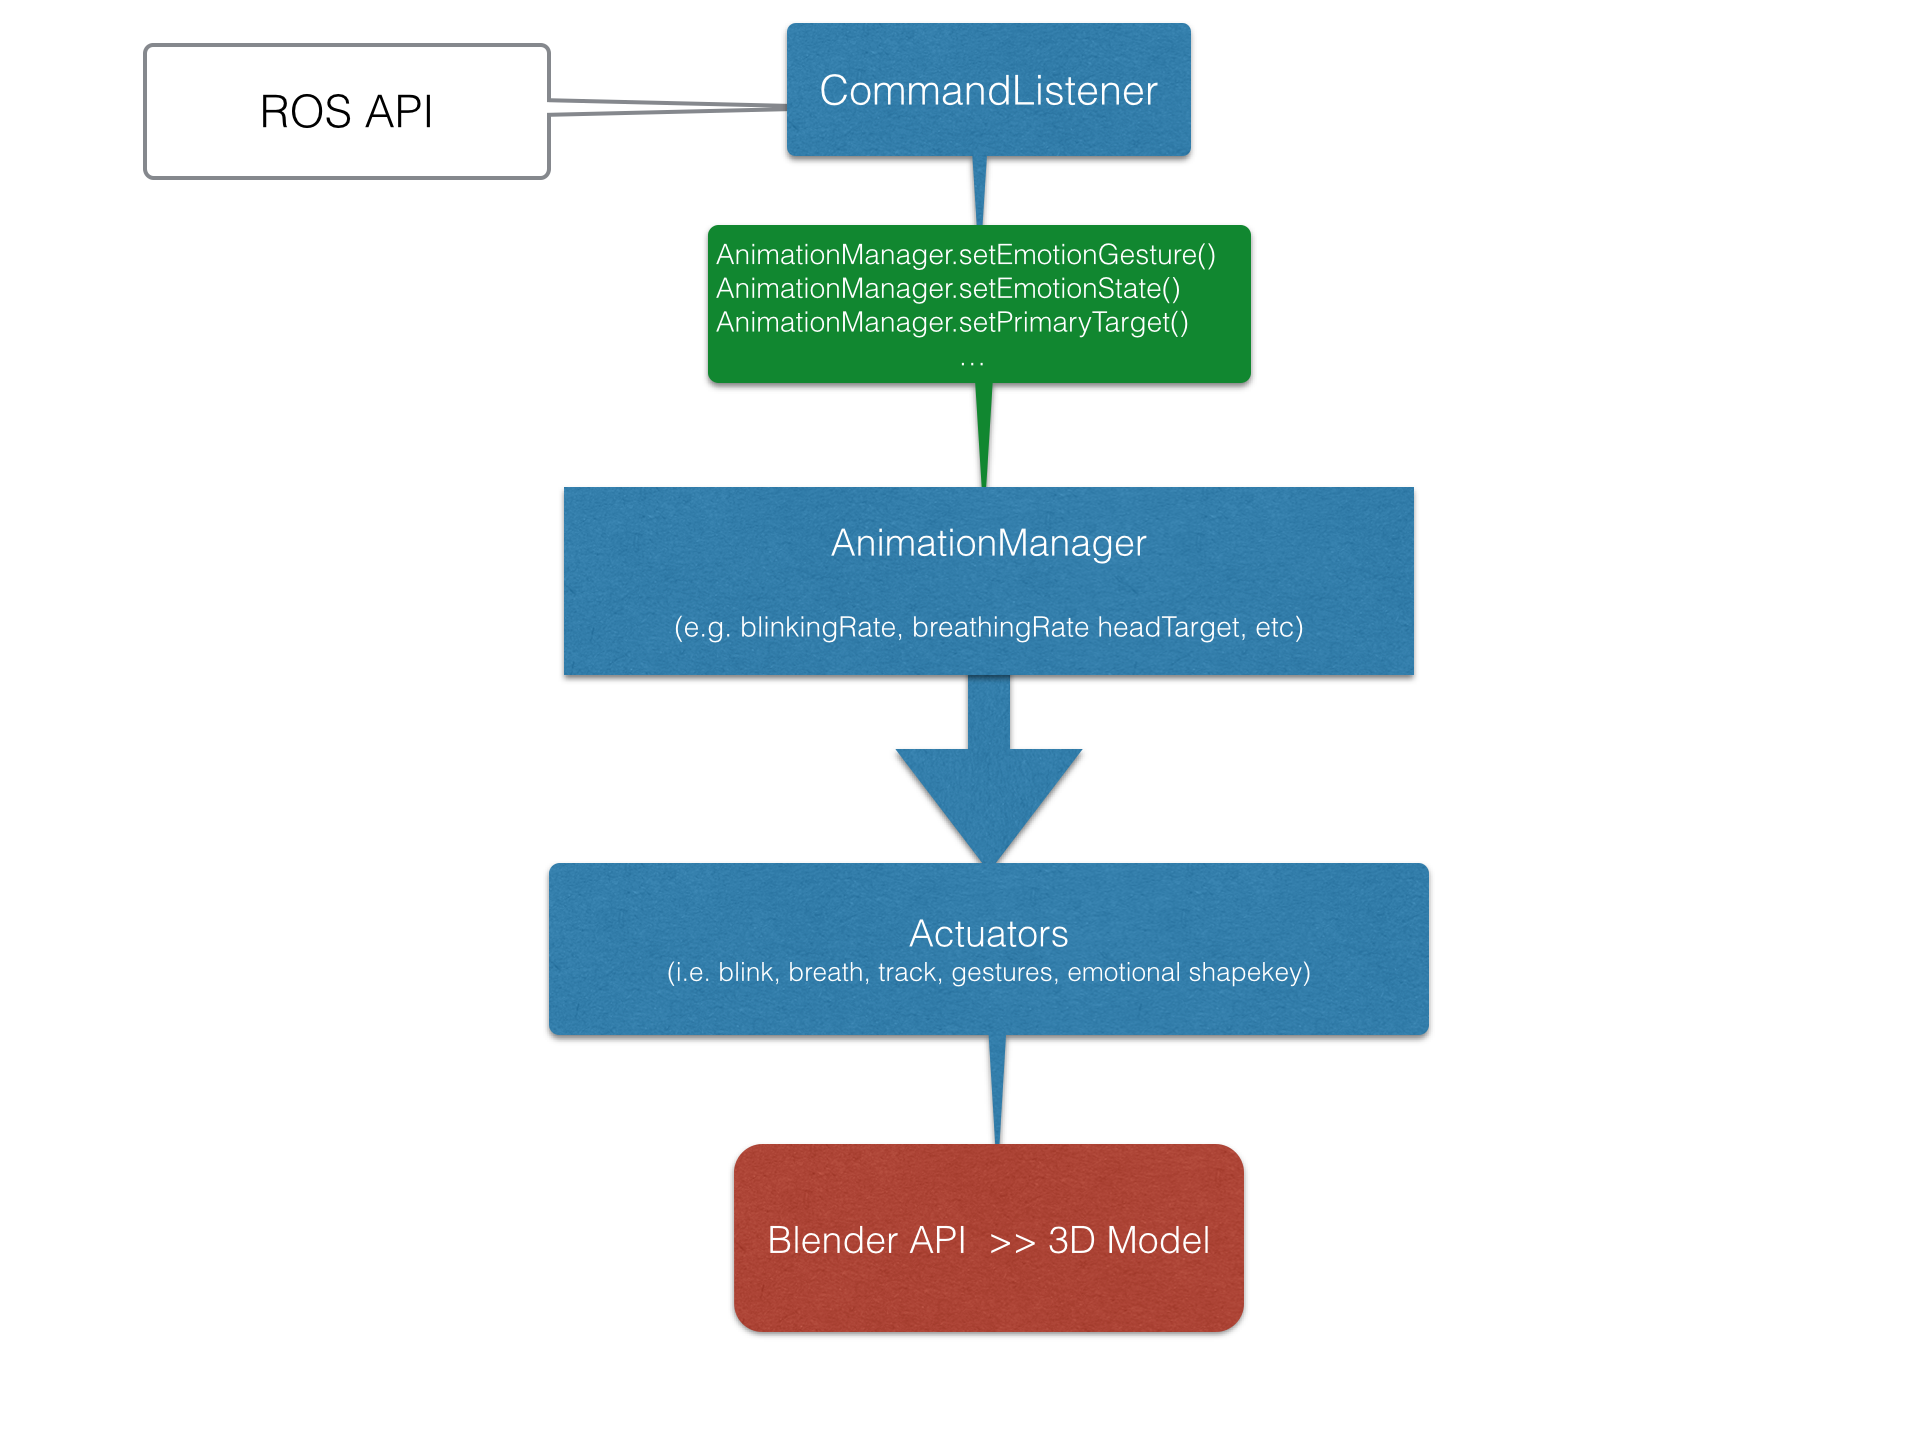 ROS API
CommandListener
AnimationManager.setEmotionGesture()
AnimationManager.setEmotionState()
AnimationManager.setPrimaryTarget()
...
AnimationManager
(e.g. blinkingRate, breathingRate headTarget, etc)
Actuators
(i.e. blink, breath, track, gestures, emotional shapekey)
Blender API  >> 3D Model